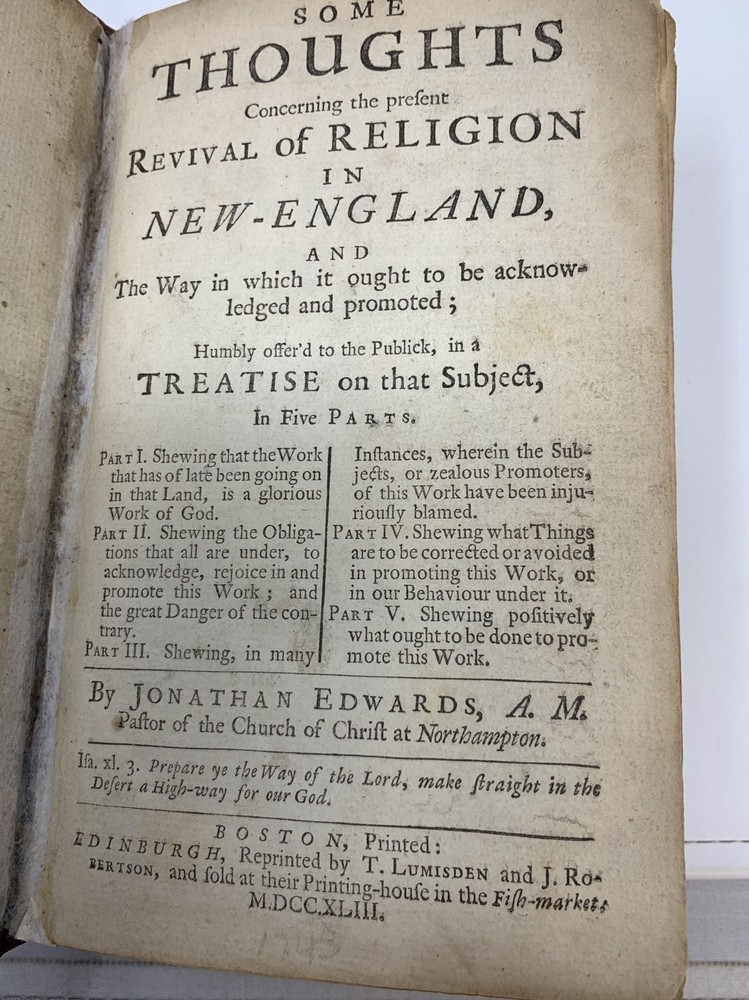 SOME
THOUGHTS
Concerning the preſent
REVIVAL of RELIGION
IN
NEW-ENGLAND,
AND
The Way in which it ought to be acknow-
ledged and promoted;
Humbly offer'd to the Publick, in a
TREATISE on that Subject,
In Five PARTS.
PART I. Shewing that the Work
that has of late been going on
in that Land, is a glorious
Work of God.
PART II. Shewing the Obliga-
tions that all are under, to
acknowledge, rejoice in and
promote this Work; and
the great Danger of the con-
trary.
PART III. Shewing, in many
Inſtances, wherein the Sub-
jects, or zealous Promoters,
of this Work have been inju-
riouſly blamed.
PART IV. Shewing what Things
are to be corrected or avoided
in promoting this Work, or
in our Behaviour under it.
PART V. Shewing poſitively
what ought to be done to pro-
mote this Work.
By JONATHAN EDWARDS, A. M.
Paſtor of the Church of Chriſt at Northampton.
Iſa. xl. 3. Prepare ye the Way of the Lord, make ſtraight in the
Deſert a High-way for our God.
BOSTON, Printed:
EDINBURGH, Reprinted by T. LUMISDEN and J. RO-
BERTSON, and ſold at their Printing-houſe in the Fiſh-market:
M.DCC.XLIII.
1743